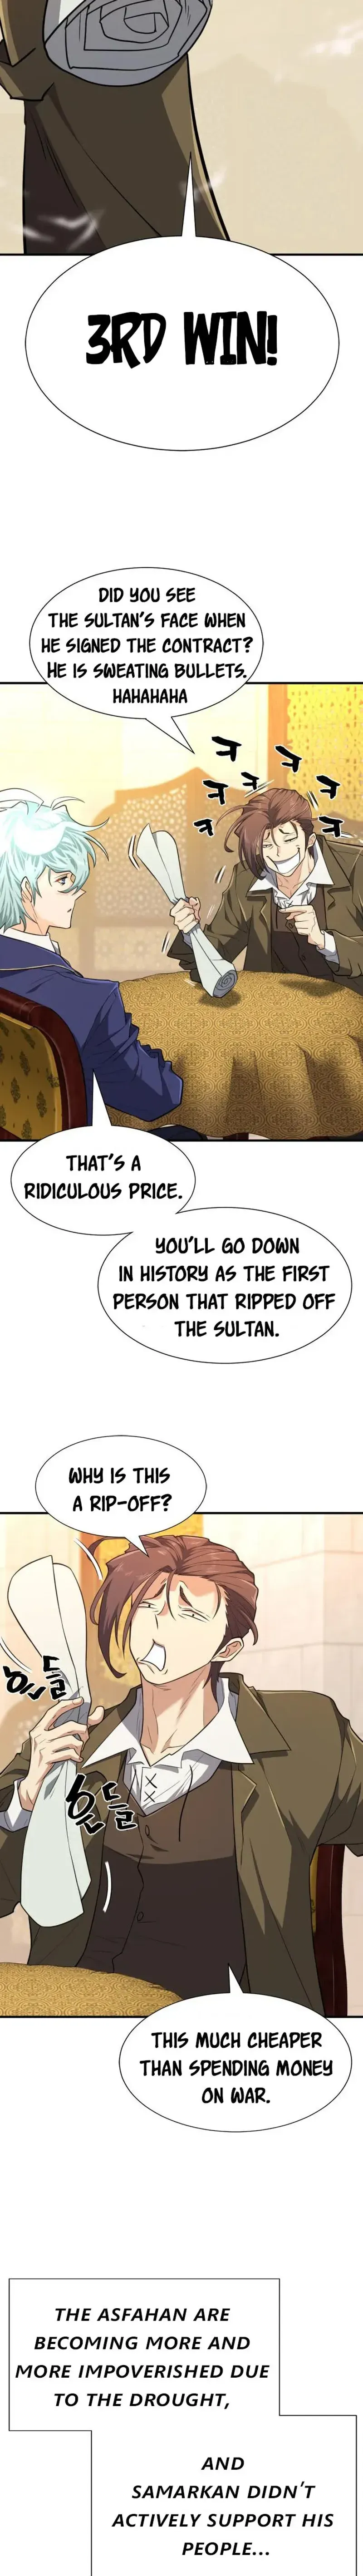 3RD WIN!
DID YOU SEE
THE SULTAN'S FACE WHEN
HE SIGNED THE CONTRACT?
HE IS SWEATING BULLETS.
HAHAHAHA
ㅋ ㅋ ㅋ
ㅋ ㅋ ㅋ
THAT'S A
RIDICULOUS PRICE.
YOU'LL GO DOWN
IN HISTORY AS THE FIRST
PERSON THAT RIPPED OFF
THE SULTAN.
WHY IS THIS
A RIP-OFF?
흔들
흔들
THIS MUCH CHEAPER
THAN SPENDING MONEY
ON WAR.
THE ASFAHAN ARE
BECOMING MORE AND
MORE IMPOVERISHED DUE
TO THE DROUGHT,
AND
SAMARKAN DIDN'T
ACTIVELY SUPPORT HIS
PEOPLE...